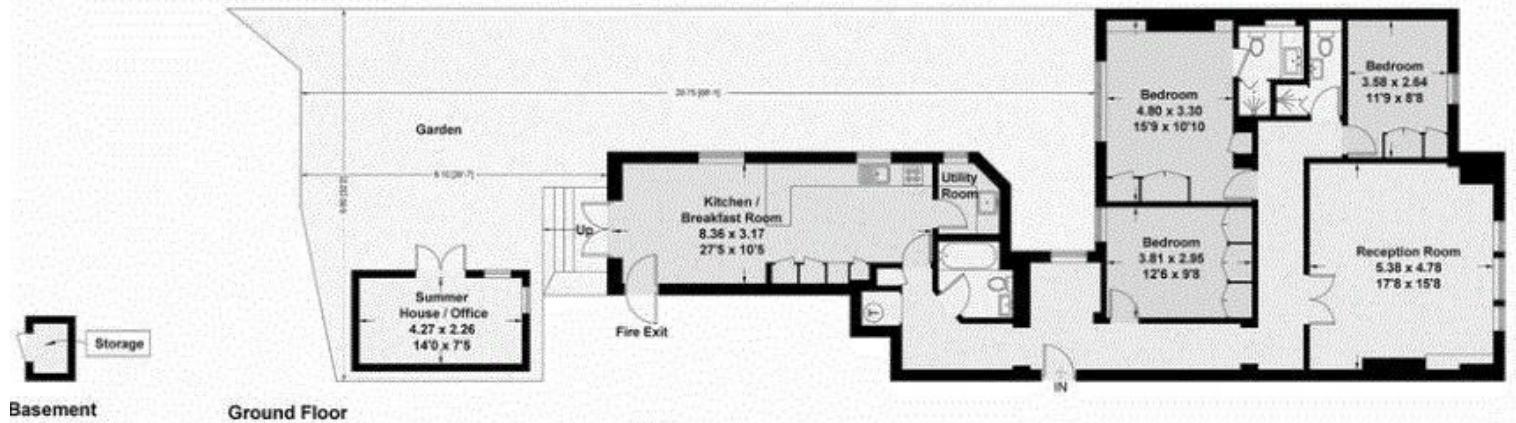 Garden
Bedroom
4.80 x 3.30
15'9 x 10'10
Bedroom
3.58 x 2.64
11'9 x 8'8
Kitchen /
Breakfast Room
8.36 x 3.17
27'5 x 10'5
Utility
Room
Up
Bedroom
3.81 x 2.95
12'6 x 9'8
Reception Room
5.38 x 4.78
17'8 x 15'8
Summer
House / Office
4.27 x 2.26
14'0 x 7'5
Fire Exit
T
Storage
IN
Basement
Ground Floor